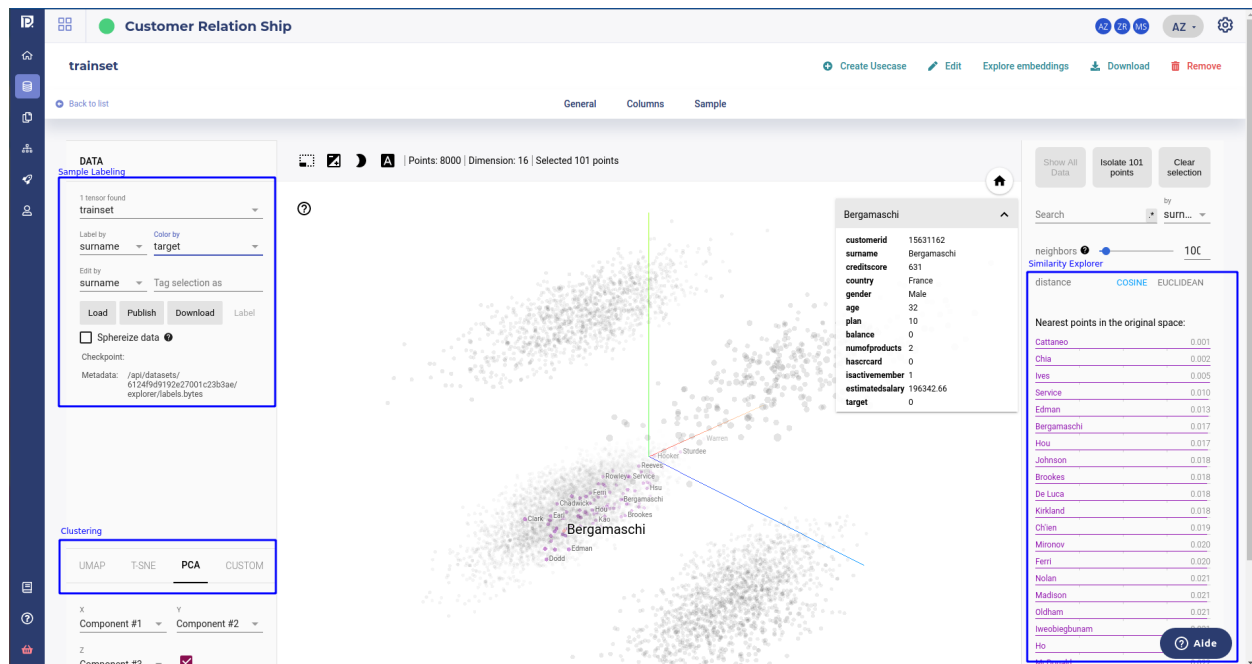 Customer Relation Ship
AZ ZR MS
AZ
trainset
Create Usecase
Edit
Explore embeddings
Download
Remove
Back to list
General
Columns
Sample
DATA
Sample Labeling
1 tensor found
trainset
Label by
Color by
surname
target
Edit by
surname
Tag selection as
Load
Publish
Download
Label
Sphereize data
Checkpoint:
Metadata:
/api/datasets/
6124f9d9192e27001c23b3ae/
explorer/labels.bytes
Clustering
UMAP
T-SNE
PCA
CUSTOM
X
Y
Component #1
Component #2
Z
Component #3
A
Points: 8000 | Dimension: 16 | Selected 101 points
Warren
Sturdee
Hooker
Reeves
Rowley
Service
Hsu
Ferri
Bergamaschi
Chadwick
Hou
Brookes
Kao
Clark
Bergamaschi
Edman
Dodd
Bergamaschi
customerid 15631162
surname Bergamaschi
creditscore 631
country France
gender Male
age 32
plan 10
balance 0
numofproducts 2
hascrcard 0
isactivemember 1
estimatedsalary 196342.66
target 0
Show All Data
Isolate 101 points
Clear selection
Search
.*
by
surn...
neighbors
100
Similarity Explorer
distance
COSINE
EUCLIDEAN
Nearest points in the original space:
Cattaneo 0.001
Chia 0.002
Ives 0.005
Service 0.010
Edman 0.013
Bergamaschi 0.017
Hou 0.017
Johnson 0.018
Brookes 0.018
De Luca 0.018
Kirkland 0.018
Ch'ien 0.019
Mironov 0.020
Ferri 0.020
Nolan 0.021
Madison 0.021
Oldham 0.021
Iweobiegbunam
Ho
Aide